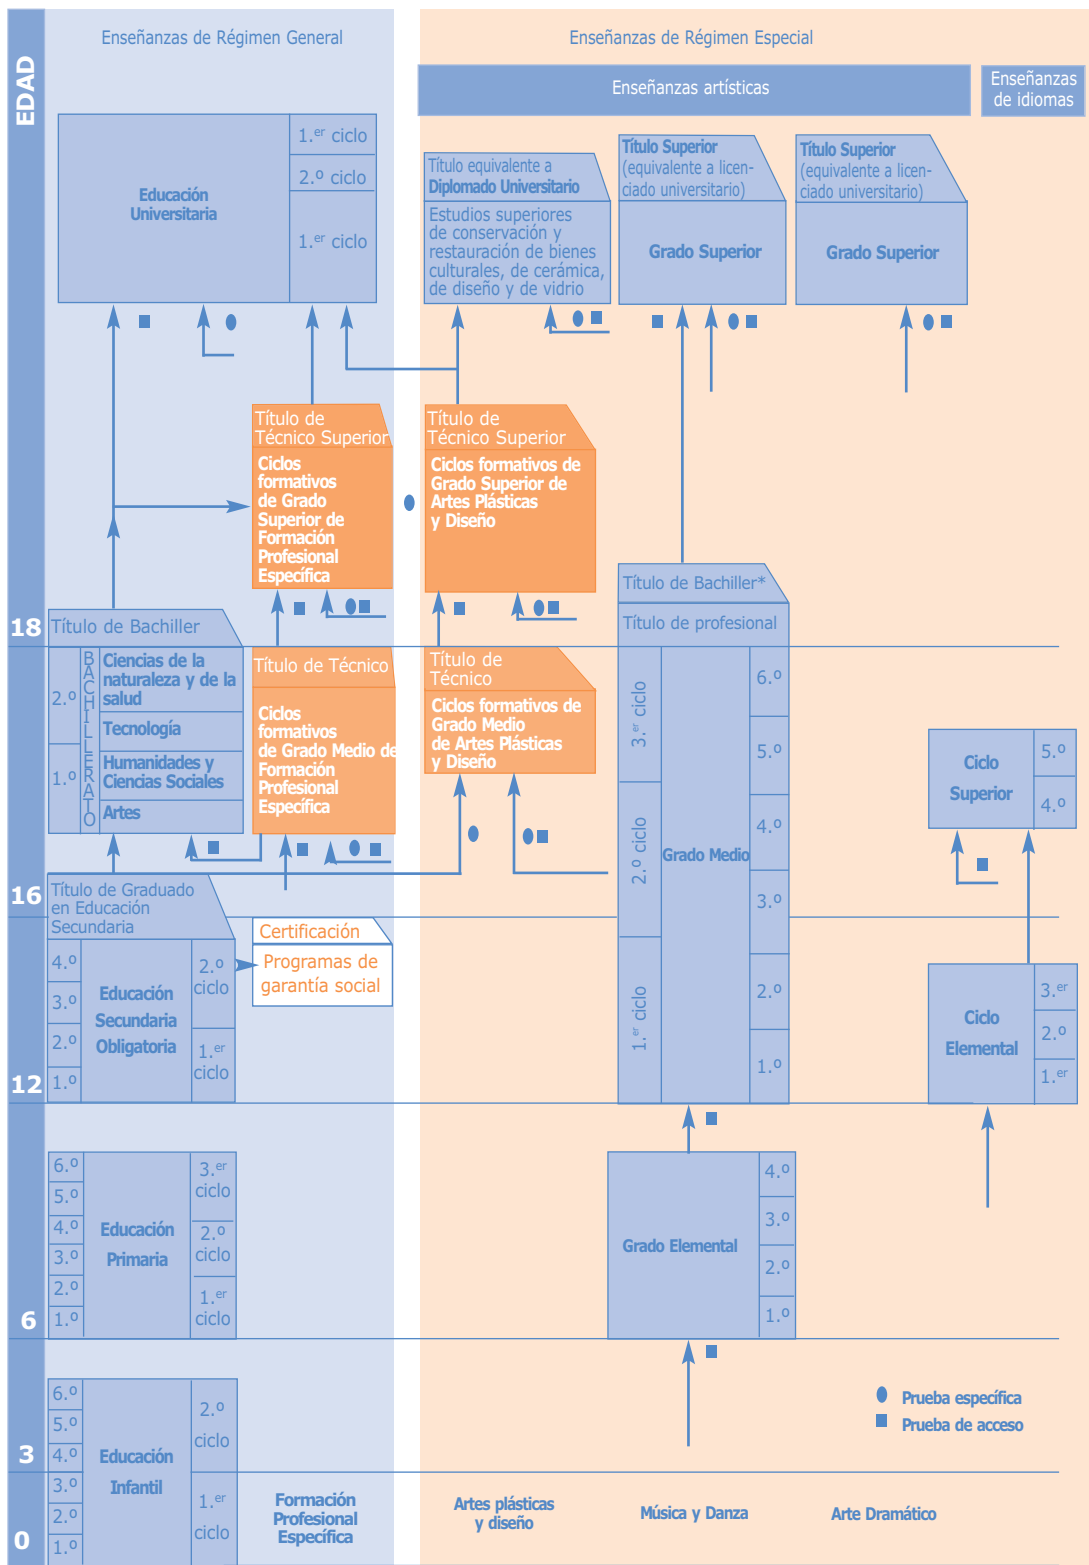 EDAD
Enseñanzas de Régimen General
Enseñanzas de Régimen Especial
Enseñanzas artísticas
Enseñanzas
de idiomas
Educación
Universitaria
1.er ciclo
2.º ciclo
1.er ciclo
Título equivalente a
Diplomado Universitario
Estudios superiores
de conservación y
restauración de bienes
culturales, de cerámica,
de diseño y de vidrio
Título Superior
(equivalente a licen-
ciado universitario)
Grado Superior
Título Superior
(equivalente a licen-
ciado universitario)
Grado Superior
Título de
Técnico Superior
Ciclos
formativos
de Grado
Superior de
Formación
Profesional
Específica
Título de
Técnico Superior
Ciclos formativos de
Grado Superior de
Artes Plásticas
y Diseño
18
Título de Bachiller
2.º
1.º
BACHILLERATO
Ciencias de la
naturaleza y de la
salud
Tecnología
Humanidades y
Ciencias Sociales
Artes
Título de Técnico
Ciclos
formativos
de Grado Medio de
Formación
Profesional
Específica
Título de
Técnico
Ciclos formativos de
Grado Medio
de Artes Plásticas
y Diseño
Título de Bachiller*
Título de profesional
3.er ciclo
2.º ciclo
1.er ciclo
Grado Medio
6.º
5.º
4.º
3.º
2.º
1.º
Ciclo
Superior
5.º
4.º
16
Título de Graduado
en Educación
Secundaria
4.º
3.º
2.º
1.º
Educación
Secundaria
Obligatoria
2.º
ciclo
1.er
ciclo
Certificación
Programas de
garantía social
Ciclo
Elemental
3.er
2.º
1.er
12
6.º
5.º
4.º
3.º
2.º
1.º
Educación
Primaria
3.er
ciclo
2.º
ciclo
1.er
ciclo
Grado Elemental
4.º
3.º
2.º
1.º
6
6.º
5.º
4.º
3.º
2.º
1.º
Educación
Infantil
2.º
ciclo
1.er
ciclo
Prueba específica
Prueba de acceso
3
0
Formación
Profesional
Específica
Artes plásticas
y diseño
Música y Danza
Arte Dramático